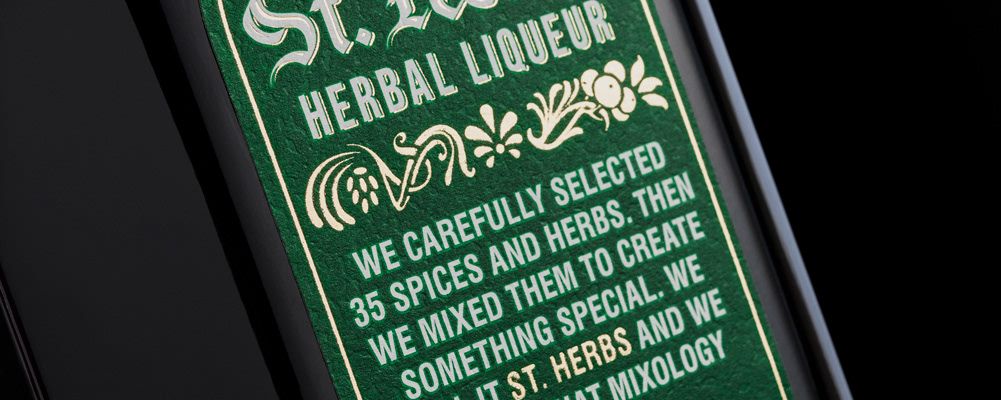 St.
HERBAL LIQUEUR
WE CAREFULLY SELECTED
35 SPICES AND HERBS. THEN
WE MIXED THEM TO CREATE
SOMETHING SPECIAL. WE
IT ST. HERBS AND WE
MIXOLOGY